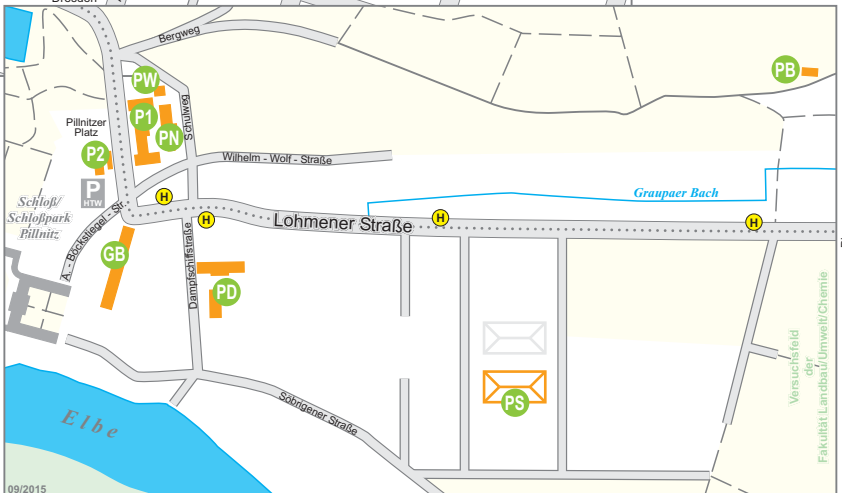 Dresden
Bergweg
PB
PW
P1
PN
Schulweg
Pillnitzer
Platz
P2
Wilhelm - Wolf - Straße
P
HTW
H
H
H
H
Graupaer Bach
Schloß/
Schloßpark
Pillnitz
A. - Böckstiegel - Str.
Lohmener Straße
GB
Dampfschiffstraße
PD
Versuchsfeld
der
Fakultät Landbau/Umwelt/Chemie
PS
Söbrigener Straße
Elbe
09/2015